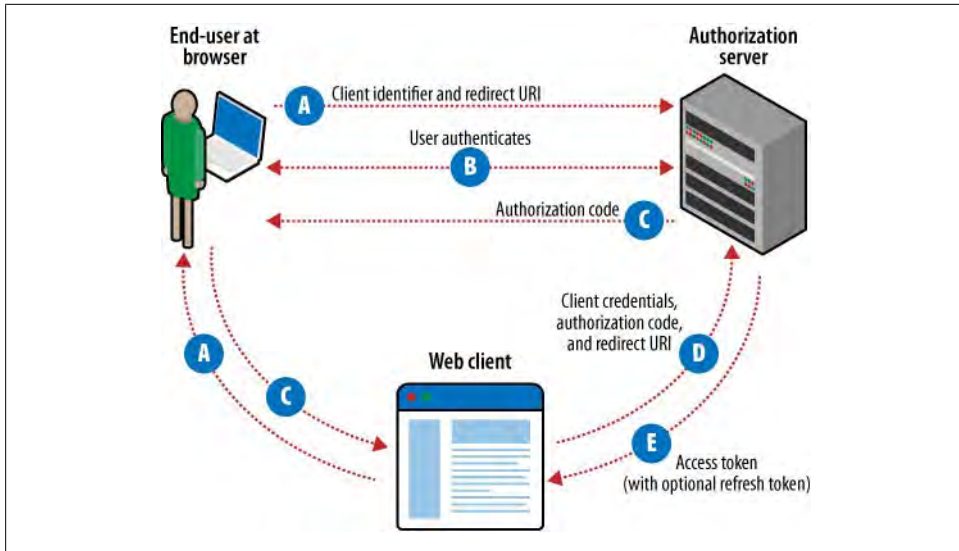 End-user at
browser
Authorization
server
A
Client identifier and redirect URI
User authenticates
B
Authorization code
C
Client credentials,
authorization code,
and redirect URI
D
A
C
Web client
E
Access token
(with optional refresh token)